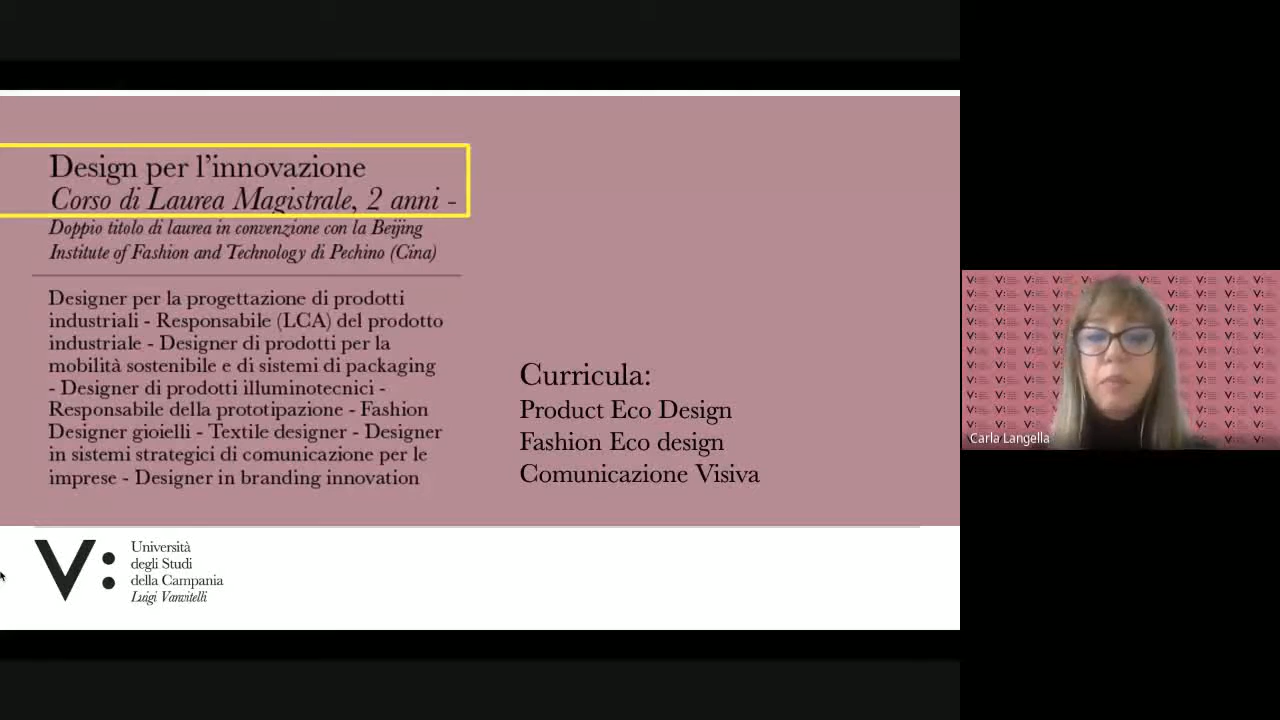 Design per l'innovazione
Corso di Laurea Magistrale, 2 anni -
Doppio titolo di laurea in convenzione con la Beijing
Institute of Fashion and Technology di Pechino (Cina)
Designer per la progettazione di prodotti
industriali - Responsabile (LCA) del prodotto
industriale - Designer di prodotti per la
mobilità sostenibile e di sistemi di packaging
- Designer di prodotti illuminotecnici -
Responsabile della prototipazione - Fashion
Designer gioielli - Textile designer - Designer
in sistemi strategici di comunicazione per le
imprese - Designer in branding innovation
Curricula:
Product Eco Design
Fashion Eco design
Comunicazione Visiva
V:
Università
degli Studi
della Campania
Luigi Vanvitelli
Carla Langella